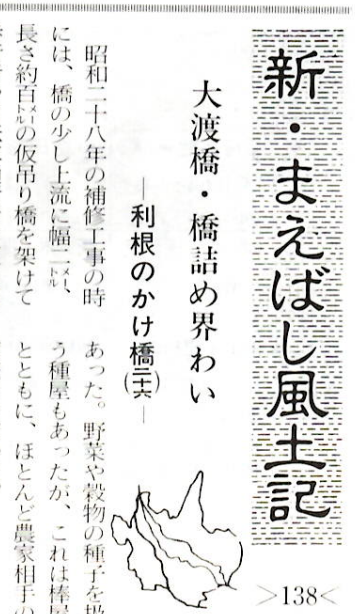 新・まえばし風土記
>138<
大渡橋・橋詰め界わい
―利根のかけ橋(二十六)―
昭和二十八年の補修工事の時
には、橋の少し上流に幅二メートル、
長さ約百メートルの仮吊り橋を架けて
あった。野菜や穀物の種子を扱
う種屋もあったが、これは棒屋
とともに、ほとんど農家相手の